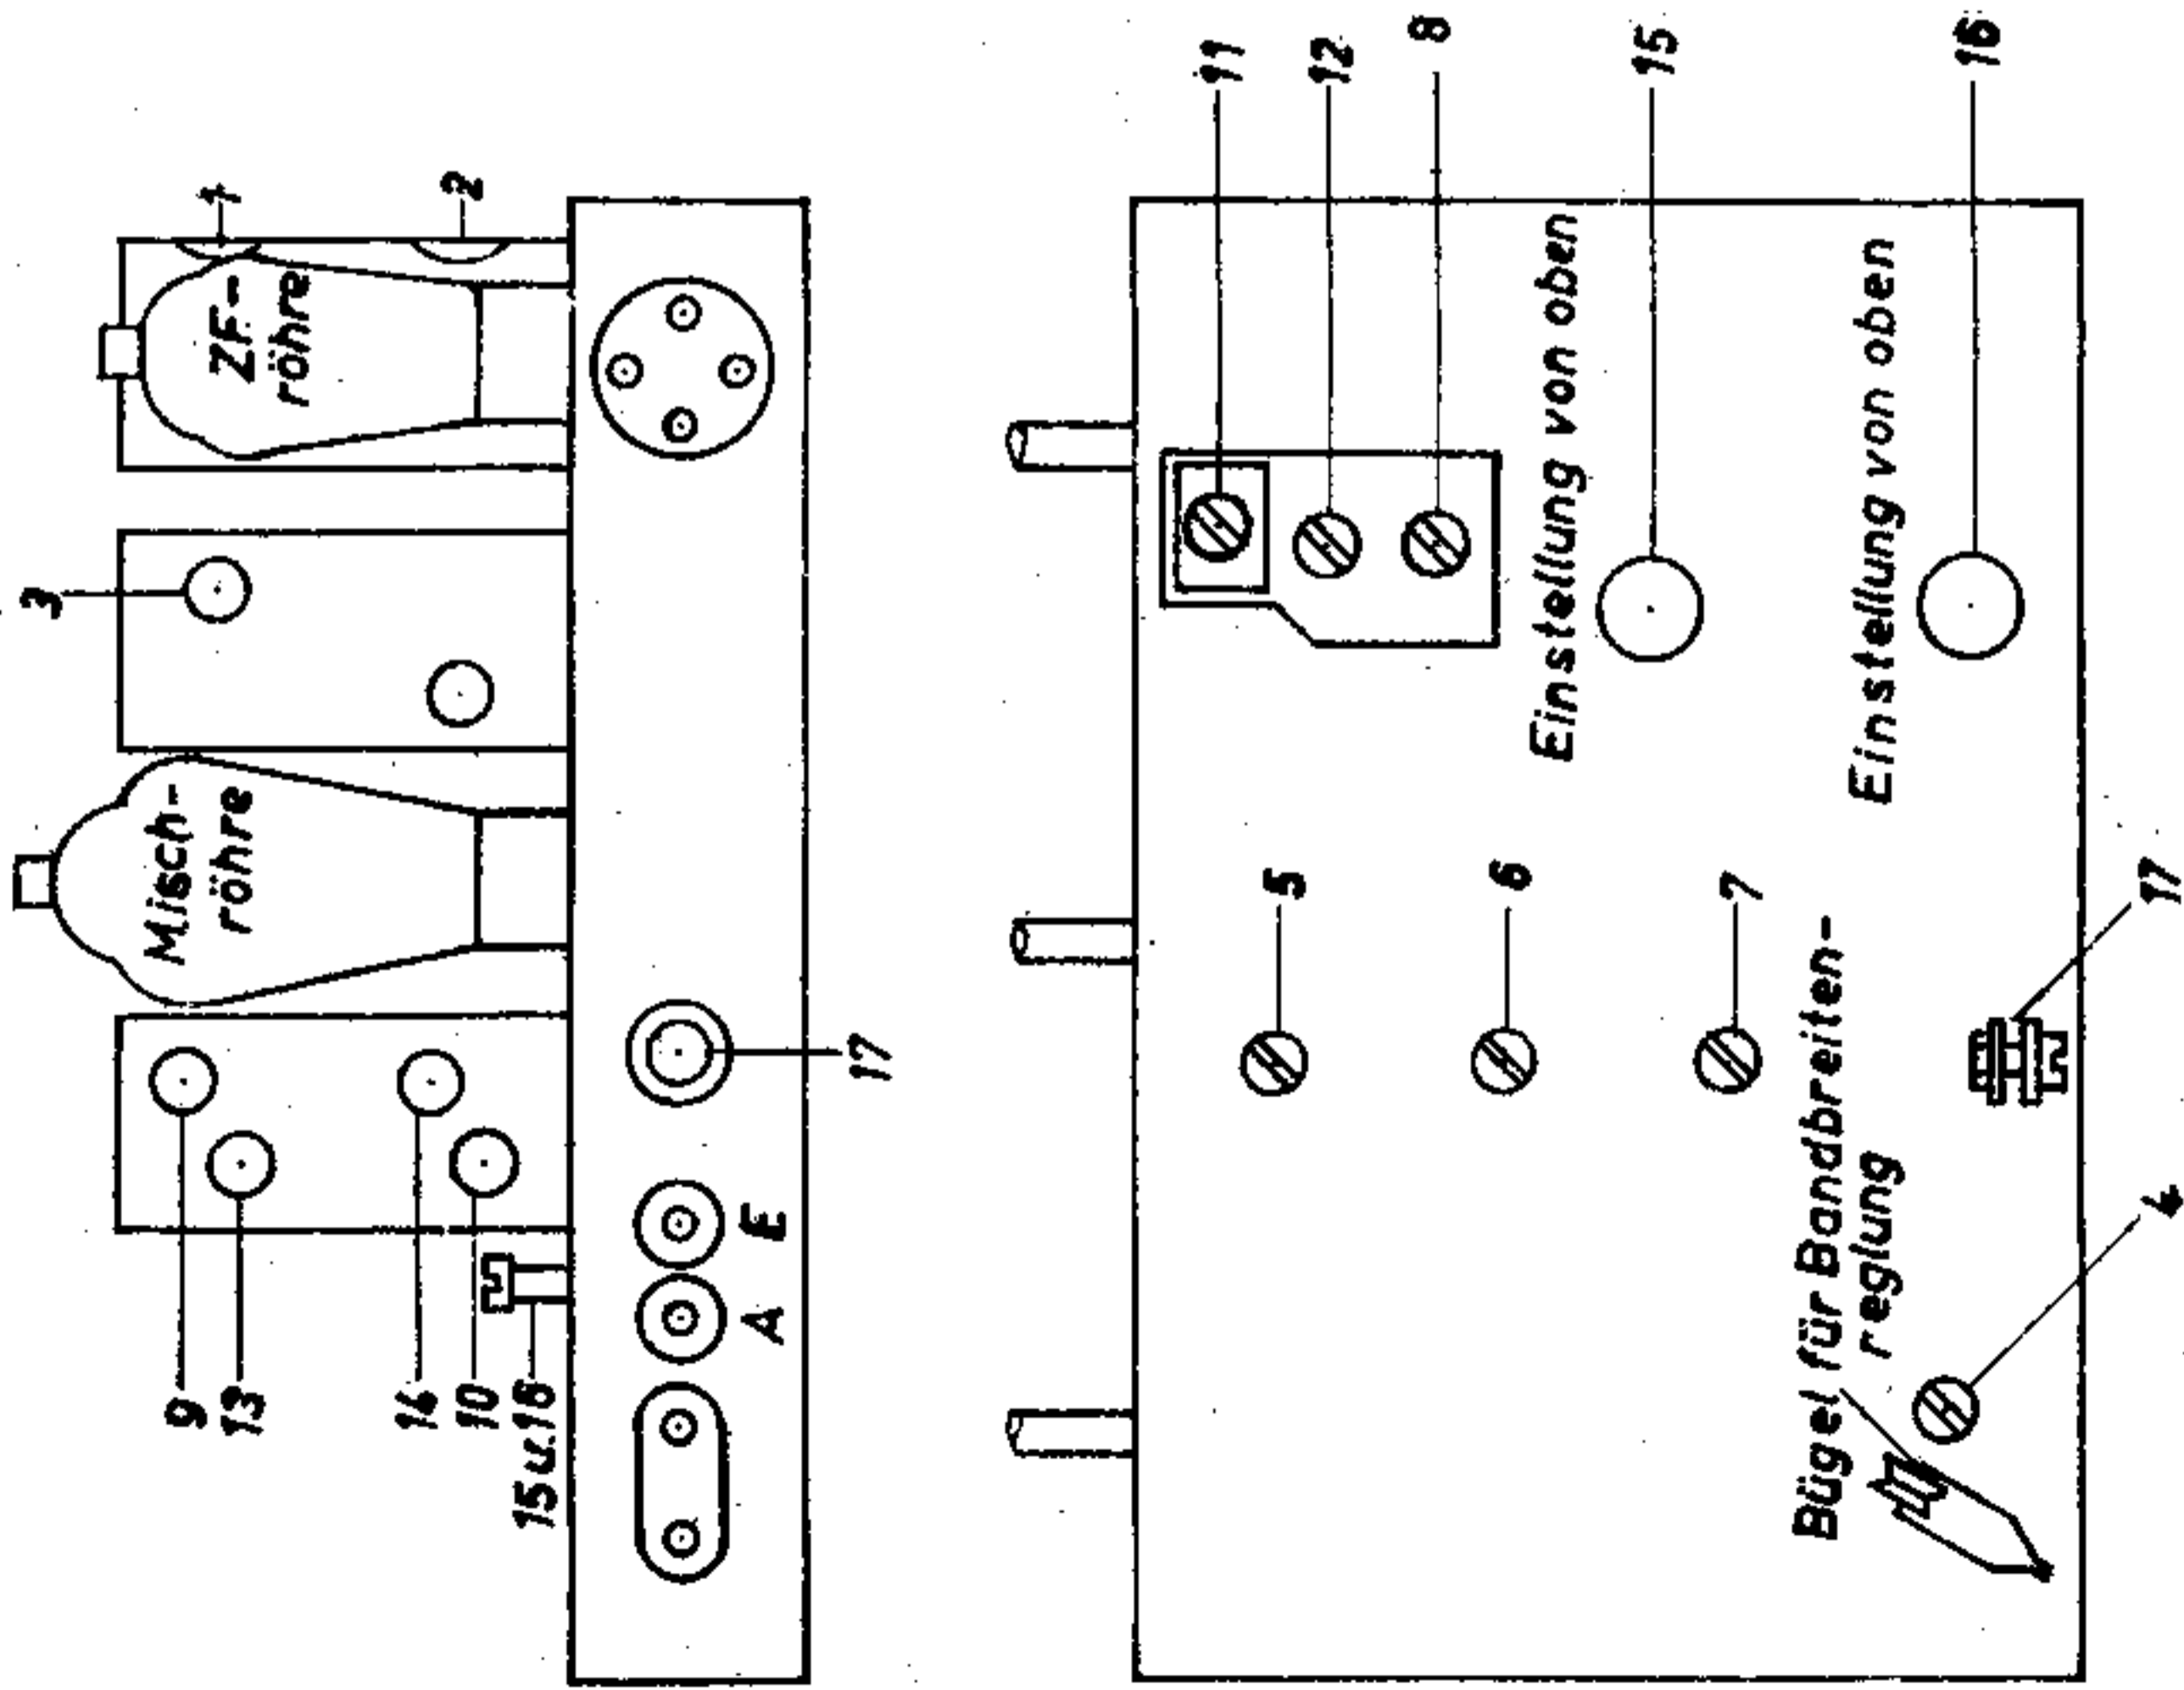 3
Misch-
röhre
ZF-
röhre
1
2
9
13
14
10
15u.16
A
E
17
11
12
8
5
6
7
Einstellung von oben
15
Einstellung von oben
16
Bügel für Bandbreiten-
reglung
4
17